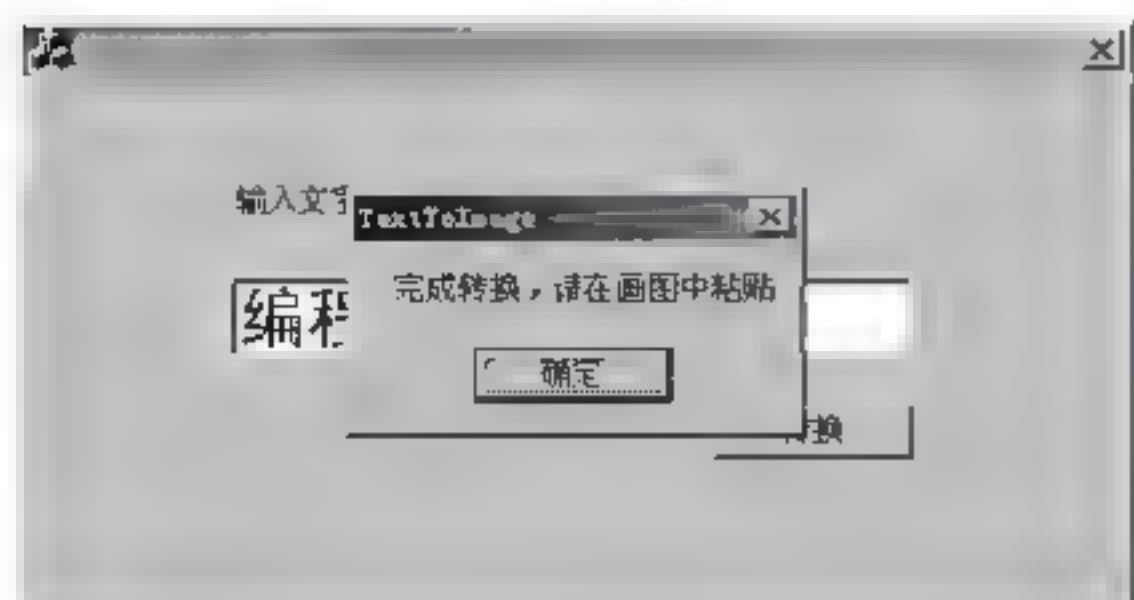 输入文字
TextToImage
完成转换，请在画图中粘贴
编程
确定
转换